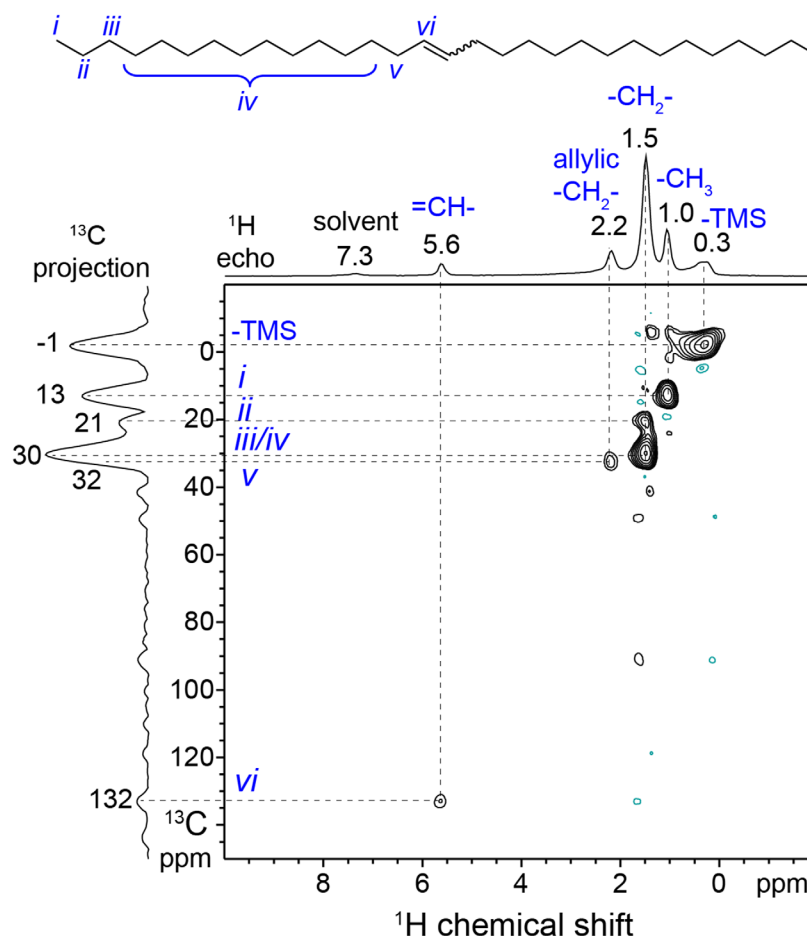 i iii vi
ii v
iv
-CH₂-
1.5
allylic
-CH₂-
-CH₃
=CH-
2.2
1.0
-TMS
¹H
echo
solvent
7.3
5.6
0.3
¹³C
projection
-1
-TMS
0
13
i
21
ii
20
30
iii/iv
32
v
40
60
80
100
120
132
vi
¹³C
ppm
8 6 4 2 0 ppm
¹H chemical shift